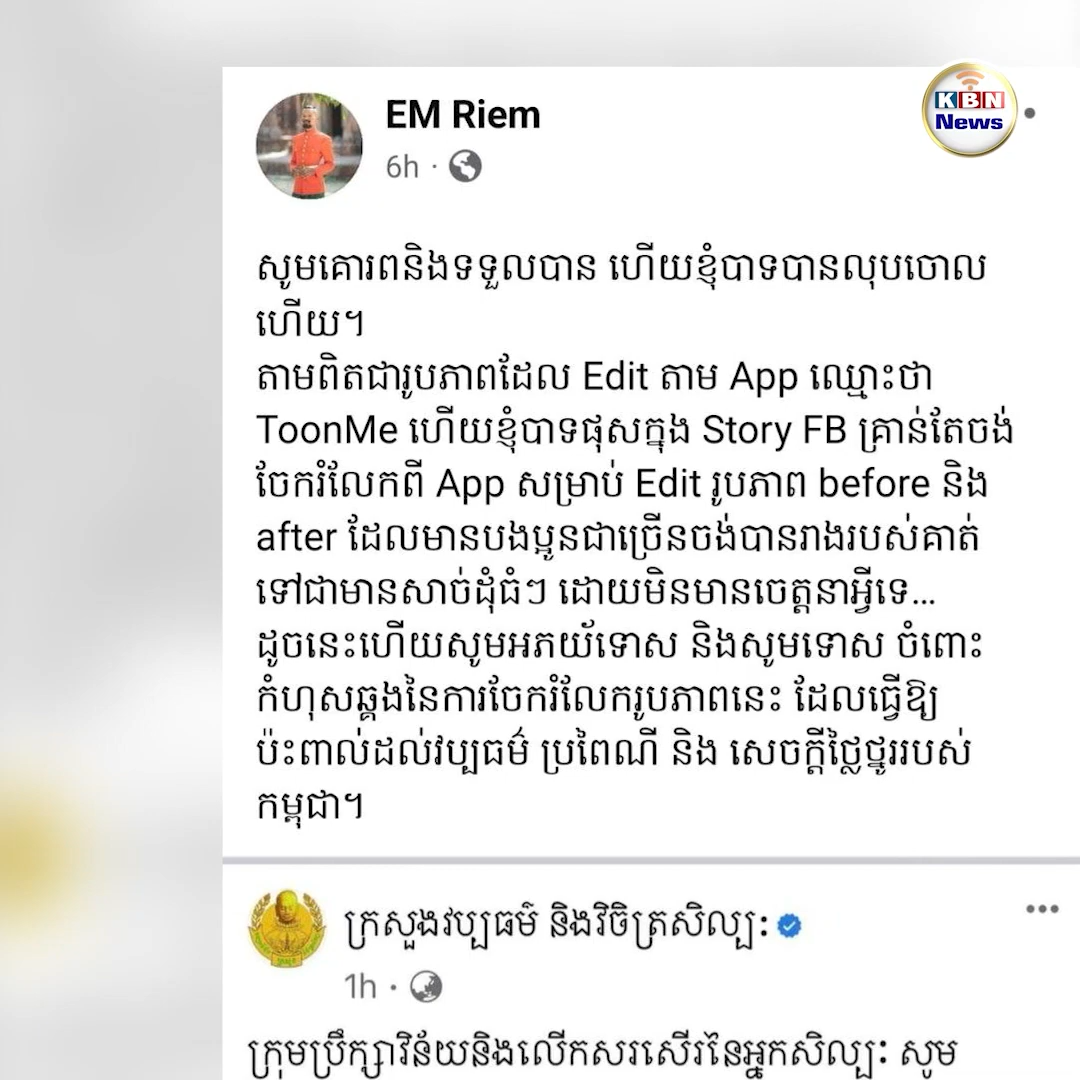 KBN
News
EM Riem
6h ·
សូមគោរពនិងទទួលបាន ហើយខ្ញុំបាទបានលុបចោល
ហើយ។
តាមពិតជារូបភាពដែល Edit តាម App ឈ្មោះថា
ToonMe ហើយខ្ញុំបាទផុសក្នុង Story FB គ្រាន់តែចង់
ចែករំលែកពី App សម្រាប់ Edit រូបភាព before និង
after ដែលមានបងប្អូនជាច្រើនចង់បានរាងរបស់គាត់
ទៅជាមានសាច់ដុំធំៗ ដោយមិនមានចេត្តនាអ្វីទេ...
ដូចនេះហើយសូមអភយ័ទោស និងសូមទោស ចំពោះ
កំហុសឆ្គងនៃការចែករំលែករូបភាពនេះ ដែលធ្វើឱ្យ
ប៉ះពាល់ដល់វប្បធម៌ ប្រពៃណី និង សេចក្តីថ្លៃថ្នូររបស់
កម្ពុជា។
ក្រសួងវប្បធម៌ និងវិចិត្រសិល្បៈ
1h ·
ក្រុមប្រឹក្សាវិន័យនិងលើកសរសើរនៃអ្នកសិល្បៈ សូម